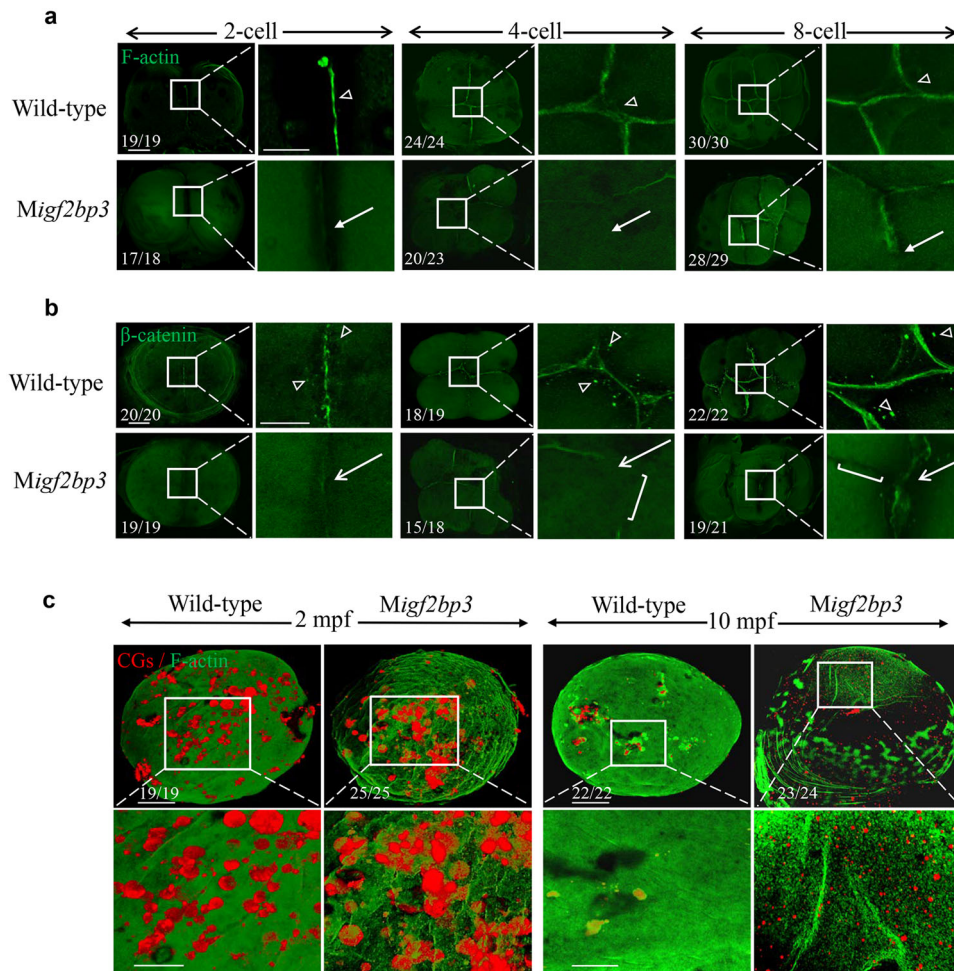 a
2-cell 4-cell 8-cell
F-actin
Wild-type
19/19 24/24 30/30
Migf2bp3
17/18 20/23 28/29
b
β-catenin
Wild-type
20/20 18/19 22/22
Migf2bp3
19/19 15/18 19/21
c
Wild-type Migf2bp3 Wild-type Migf2bp3
2 mpf 10 mpf
CGs / F-actin
19/19 25/25 22/22 23/24